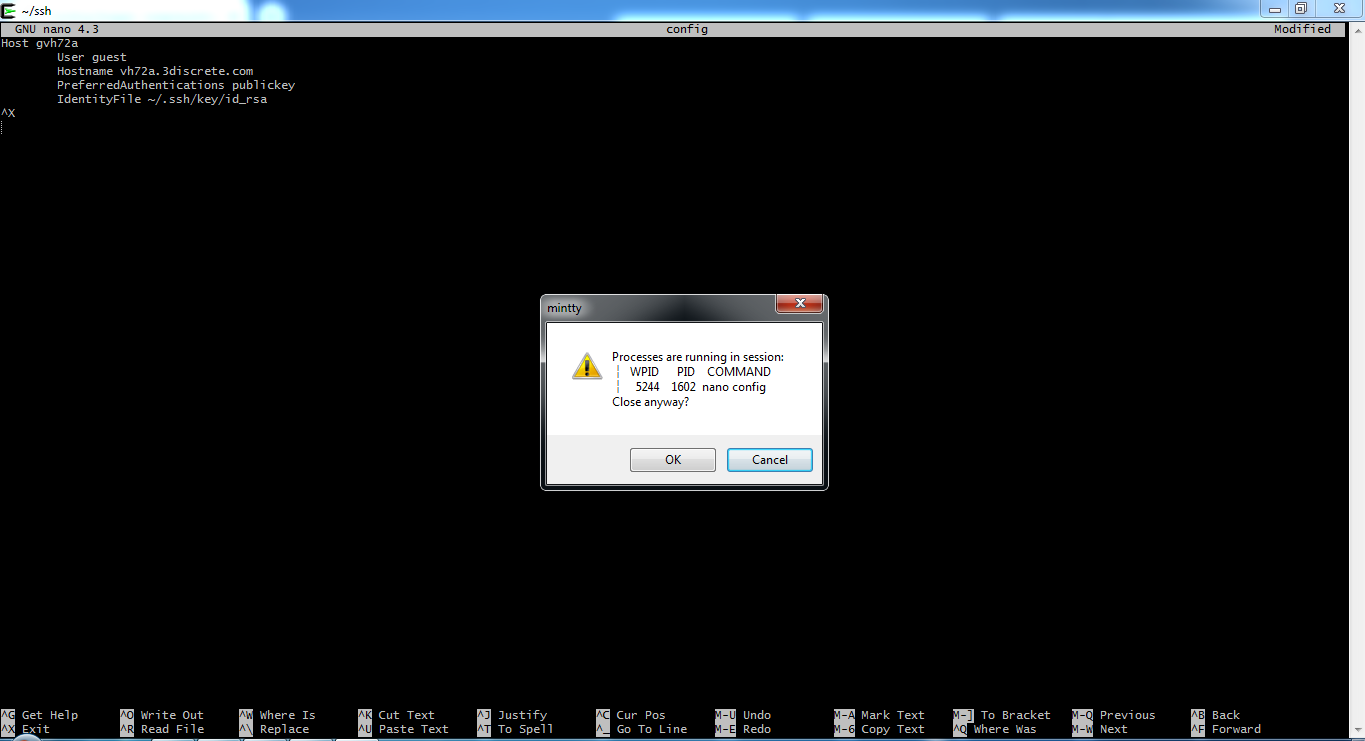 ~/ssh
GNU nano 4.3 config Modified
Host gvh72a
User guest
Hostname vh72a.3discrete.com
PreferredAuthentications publickey
IdentityFile ~/.ssh/key/id_rsa
^X
mintty
Processes are running in session:
WPID PID COMMAND
5244 1602 nano config
Close anyway?
OK Cancel
^G Get Help ^O Write Out ^W Where Is ^K Cut Text ^J Justify ^C Cur Pos M-U Undo M-A Mark Text M-] To Bracket M-Q Previous ^B Back
^X Exit ^R Read File ^\ Replace ^U Paste Text ^T To Spell ^_ Go To Line M-E Redo M-6 Copy Text ^Q Where Was M-W Next ^F Forward